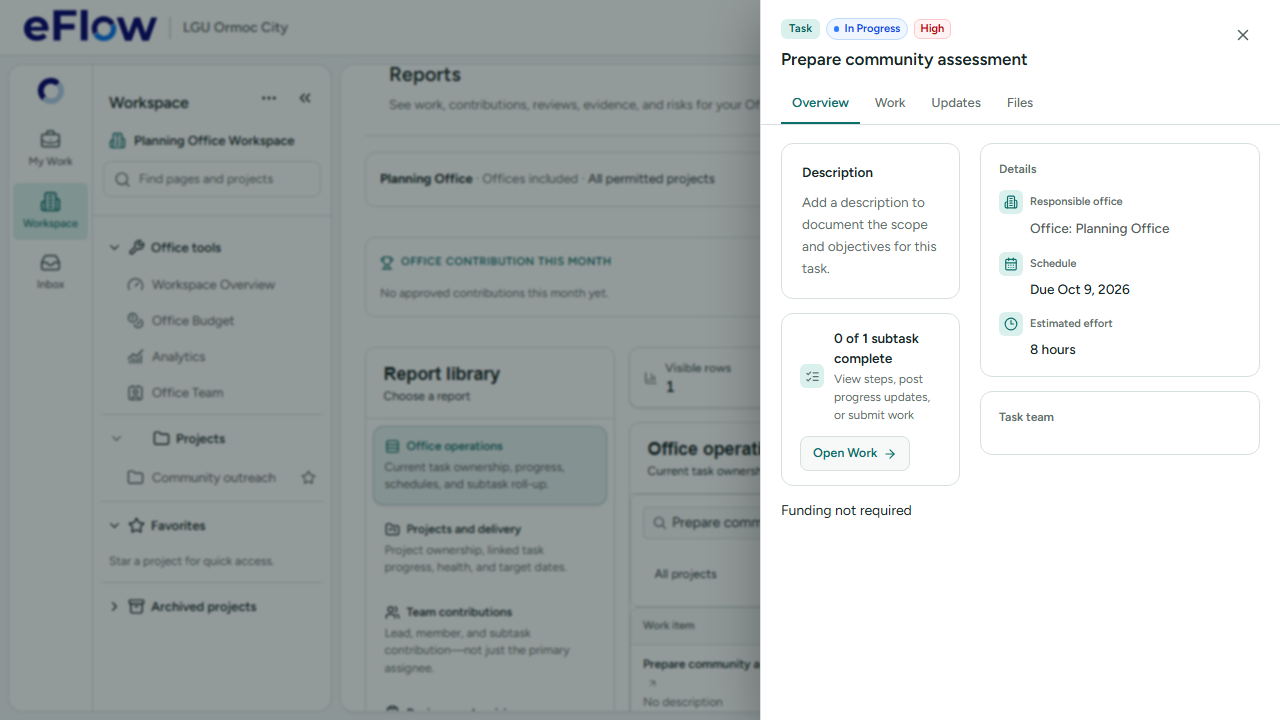 eFlow
LGU Ormoc City
My Work
Workspace
Inbox
Workspace
Planning Office Workspace
Find pages and projects
Office tools
Workspace Overview
Office Budget
Analytics
Office Team
Projects
Community outreach
Favorites
Star a project for quick access.
Archived projects
Reports
See work, contributions, reviews, evidence, and risks for your
Planning Office · Offices included · All permitted projects
OFFICE CONTRIBUTION THIS MONTH
No approved contributions this month yet.
Report library
Choose a report
Office operations
Current task ownership, progress,
schedules, and subtask roll-up.
Projects and delivery
Project ownership, linked task
progress, health, and target dates.
Team contributions
Lead, member, and subtask
contribution—not just the primary
assignee.
Visible rows
1
Office operati
Current task ownersh
Prepare comm
All projects
Work item
Prepare community a
No description
Task
In Progress
High
Prepare community assessment
Overview
Work
Updates
Files
Description
Add a description to
document the scope
and objectives for this
task.
0 of 1 subtask
complete
View steps, post
progress updates,
or submit work
Open Work
Funding not required
Details
Responsible office
Office: Planning Office
Schedule
Due Oct 9, 2026
Estimated effort
8 hours
Task team